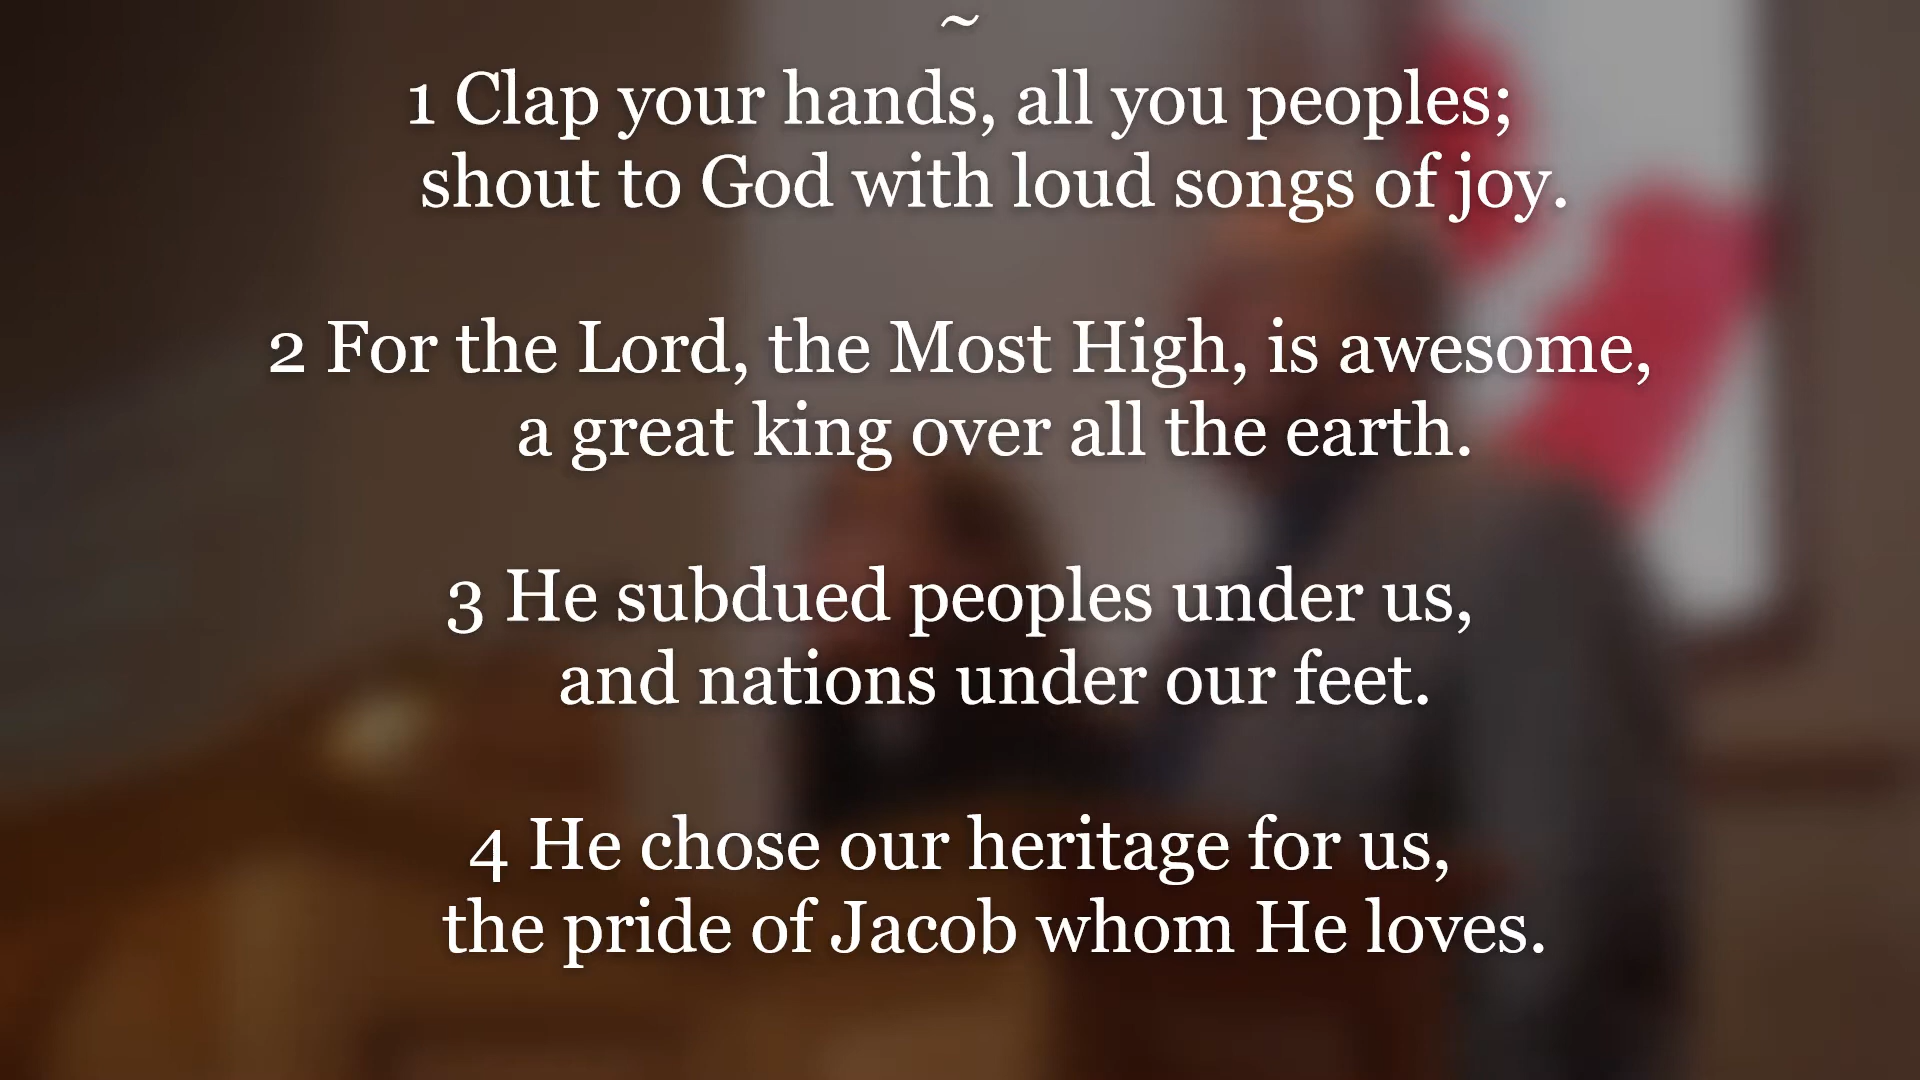 ~
1 Clap your hands, all you peoples;
shout to God with loud songs of joy.
2 For the Lord, the Most High, is awesome,
a great king over all the earth.
3 He subdued peoples under us,
and nations under our feet.
4 He chose our heritage for us,
the pride of Jacob whom He loves.